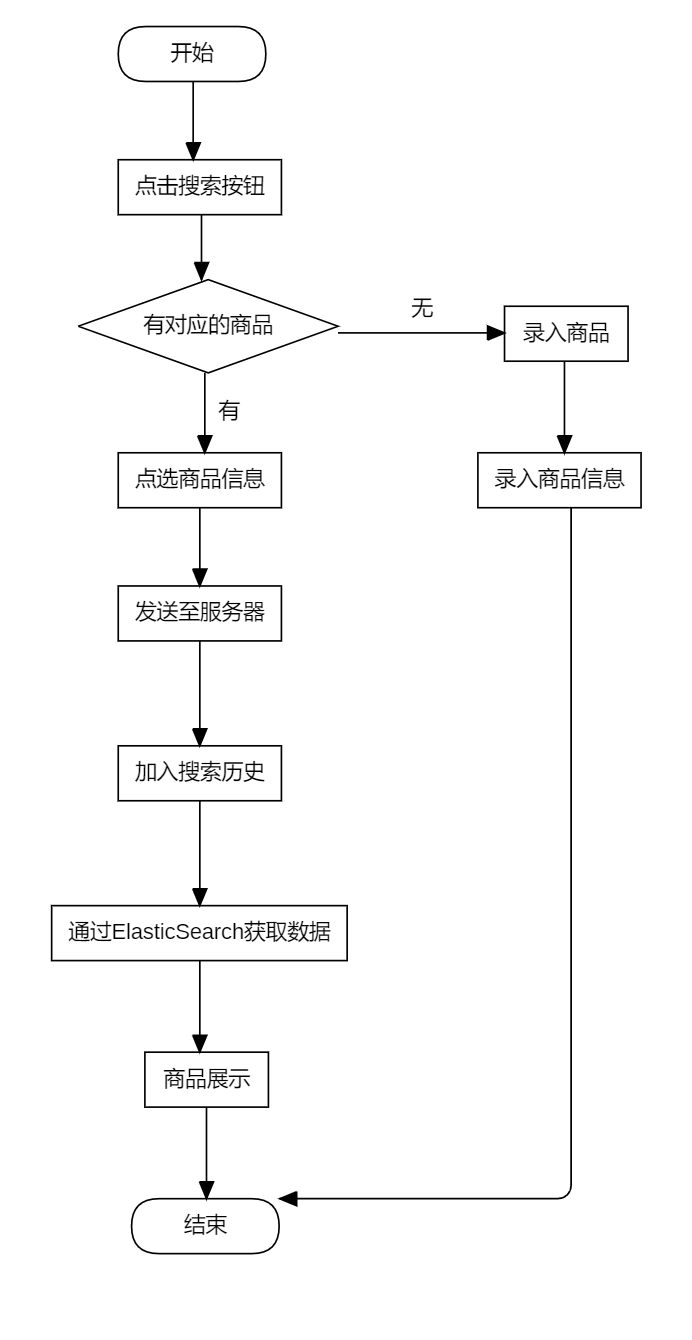 开始
点击搜索按钮
有对应的商品
无
录入商品
有
点选商品信息
录入商品信息
发送至服务器
加入搜索历史
通过ElasticSearch获取数据
商品展示
结束